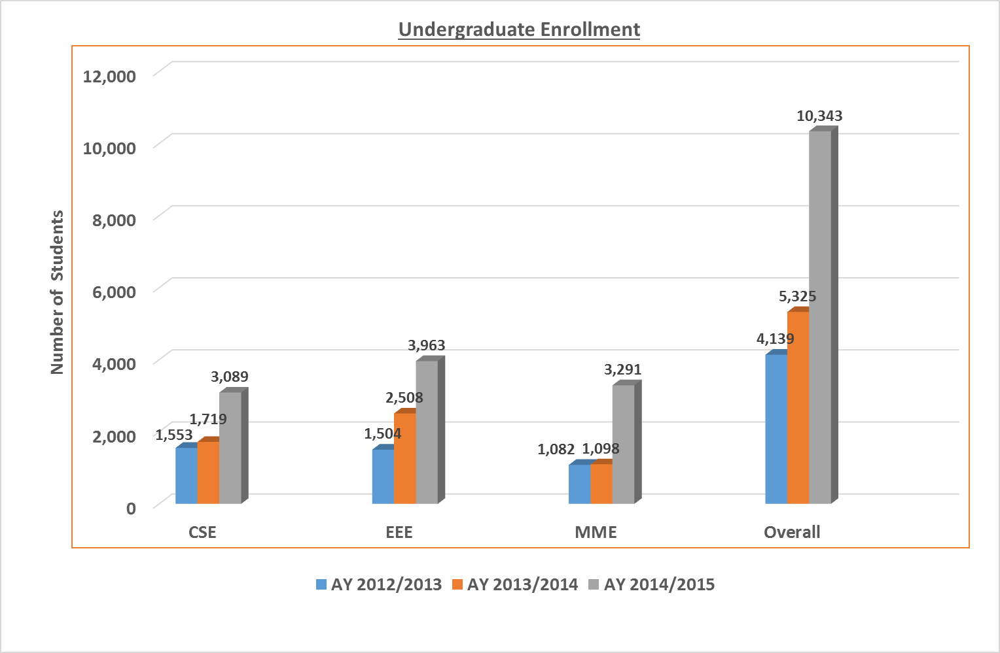 Undergraduate Enrollment
Number of Students
12,000
10,000
8,000
6,000
4,000
2,000
0
1,553
1,719
3,089
1,504
2,508
3,963
1,082
1,098
3,291
4,139
5,325
10,343
CSE
EEE
MME
Overall
AY 2012/2013
AY 2013/2014
AY 2014/2015